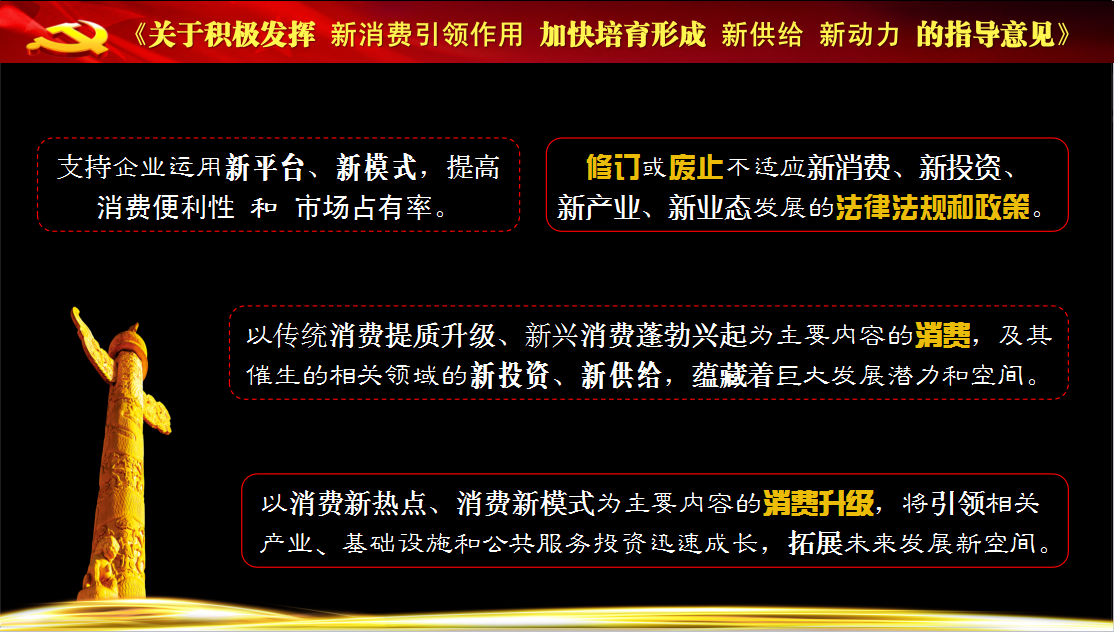 《关于积极发挥 新消费引领作用 加快培育形成 新供给 新动力 的指导意见》
支持企业运用新平台、新模式，提高
消费便利性 和 市场占有率。
修订或废止不适应新消费、新投资、
新产业、新业态发展的法律法规和政策。
以传统消费提质升级、新兴消费蓬勃兴起为主要内容的消费，及其
催生的相关领域的新投资、新供给，蕴藏着巨大发展潜力和空间。
以消费新热点、消费新模式为主要内容的消费升级，将引领相关
产业、基础设施和公共服务投资迅速成长，拓展未来发展新空间。